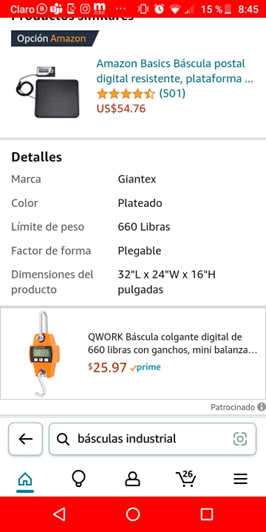 Claro
15 %
8:45
Productos similares
Opción Amazon
Amazon Basics Báscula postal
digital resistente, plataforma ...
(501)
US$54.76
Detalles
Marca Giantex
Color Plateado
Límite de peso 660 Libras
Factor de forma Plegable
Dimensiones del 32"L x 24"W x 16"H
producto pulgadas
QWORK Báscula colgante digital de
660 libras con ganchos, mini balanza...
$25.97 prime
Patrocinado
básculas industrial
26